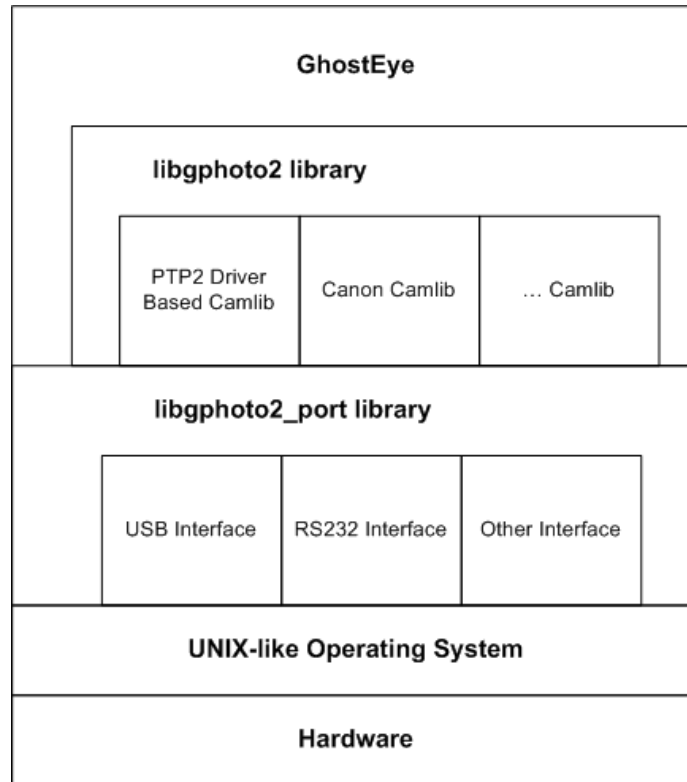 GhostEye
libgphoto2 library
PTP2 Driver
Based Camlib
Canon Camlib
... Camlib
libgphoto2_port library
USB Interface
RS232 Interface
Other Interface
UNIX-like Operating System
Hardware